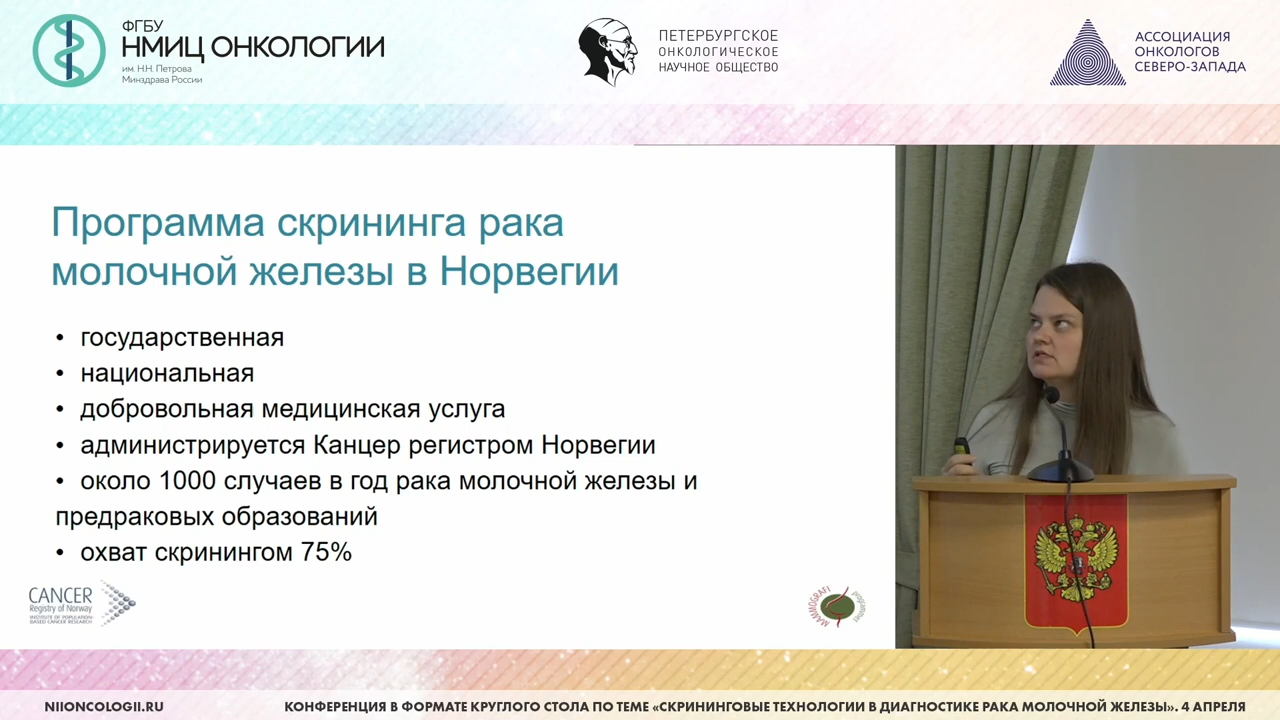 ФГБУ
НМИЦ ОНКОЛОГИИ
им. Н.Н. Петрова
Минздрава России
ПЕТЕРБУРГСКОЕ
ОНКОЛОГИЧЕСКОЕ
НАУЧНОЕ ОБЩЕСТВО
АССОЦИАЦИЯ
ОНКОЛОГОВ
СЕВЕРО-ЗАПАДА
Программа скрининга рака
молочной железы в Норвегии
• государственная
• национальная
• добровольная медицинская услуга
• администрируется Канцер регистром Норвегии
• около 1000 случаев в год рака молочной железы и
предраковых образований
• охват скринингом 75%
CANCER
Registry of Norway
INSTITUTE OF POPULATION-
BASED CANCER RESEARCH
MAMMOGRAFI
programmet
NIIONCOLOGII.RU
КОНФЕРЕНЦИЯ В ФОРМАТЕ КРУГЛОГО СТОЛА ПО ТЕМЕ «СКРИНИНГОВЫЕ ТЕХНОЛОГИИ В ДИАГНОСТИКЕ РАКА МОЛОЧНОЙ ЖЕЛЕЗЫ». 4 АПРЕЛЯ